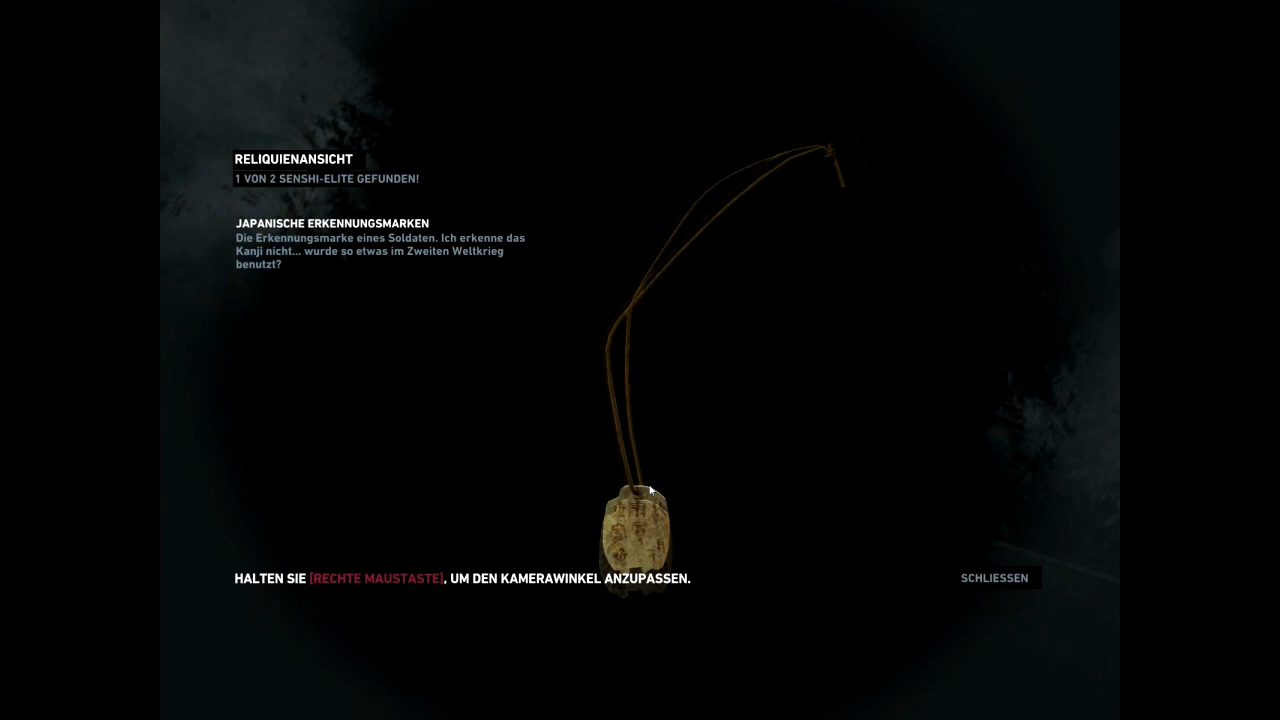 RELIQUIENANSICHT
1 VON 2 SENSHI-ELITE GEFUNDEN!
JAPANISCHE ERKENNUNGSMARKEN
Die Erkennungsmarke eines Soldaten. Ich erkenne das
Kanji nicht... wurde so etwas im Zweiten Weltkrieg
benutzt?
HALTEN SIE [RECHTE MAUSTASTE], UM DEN KAMERAWINKEL ANZUPASSEN.
SCHLIESSEN